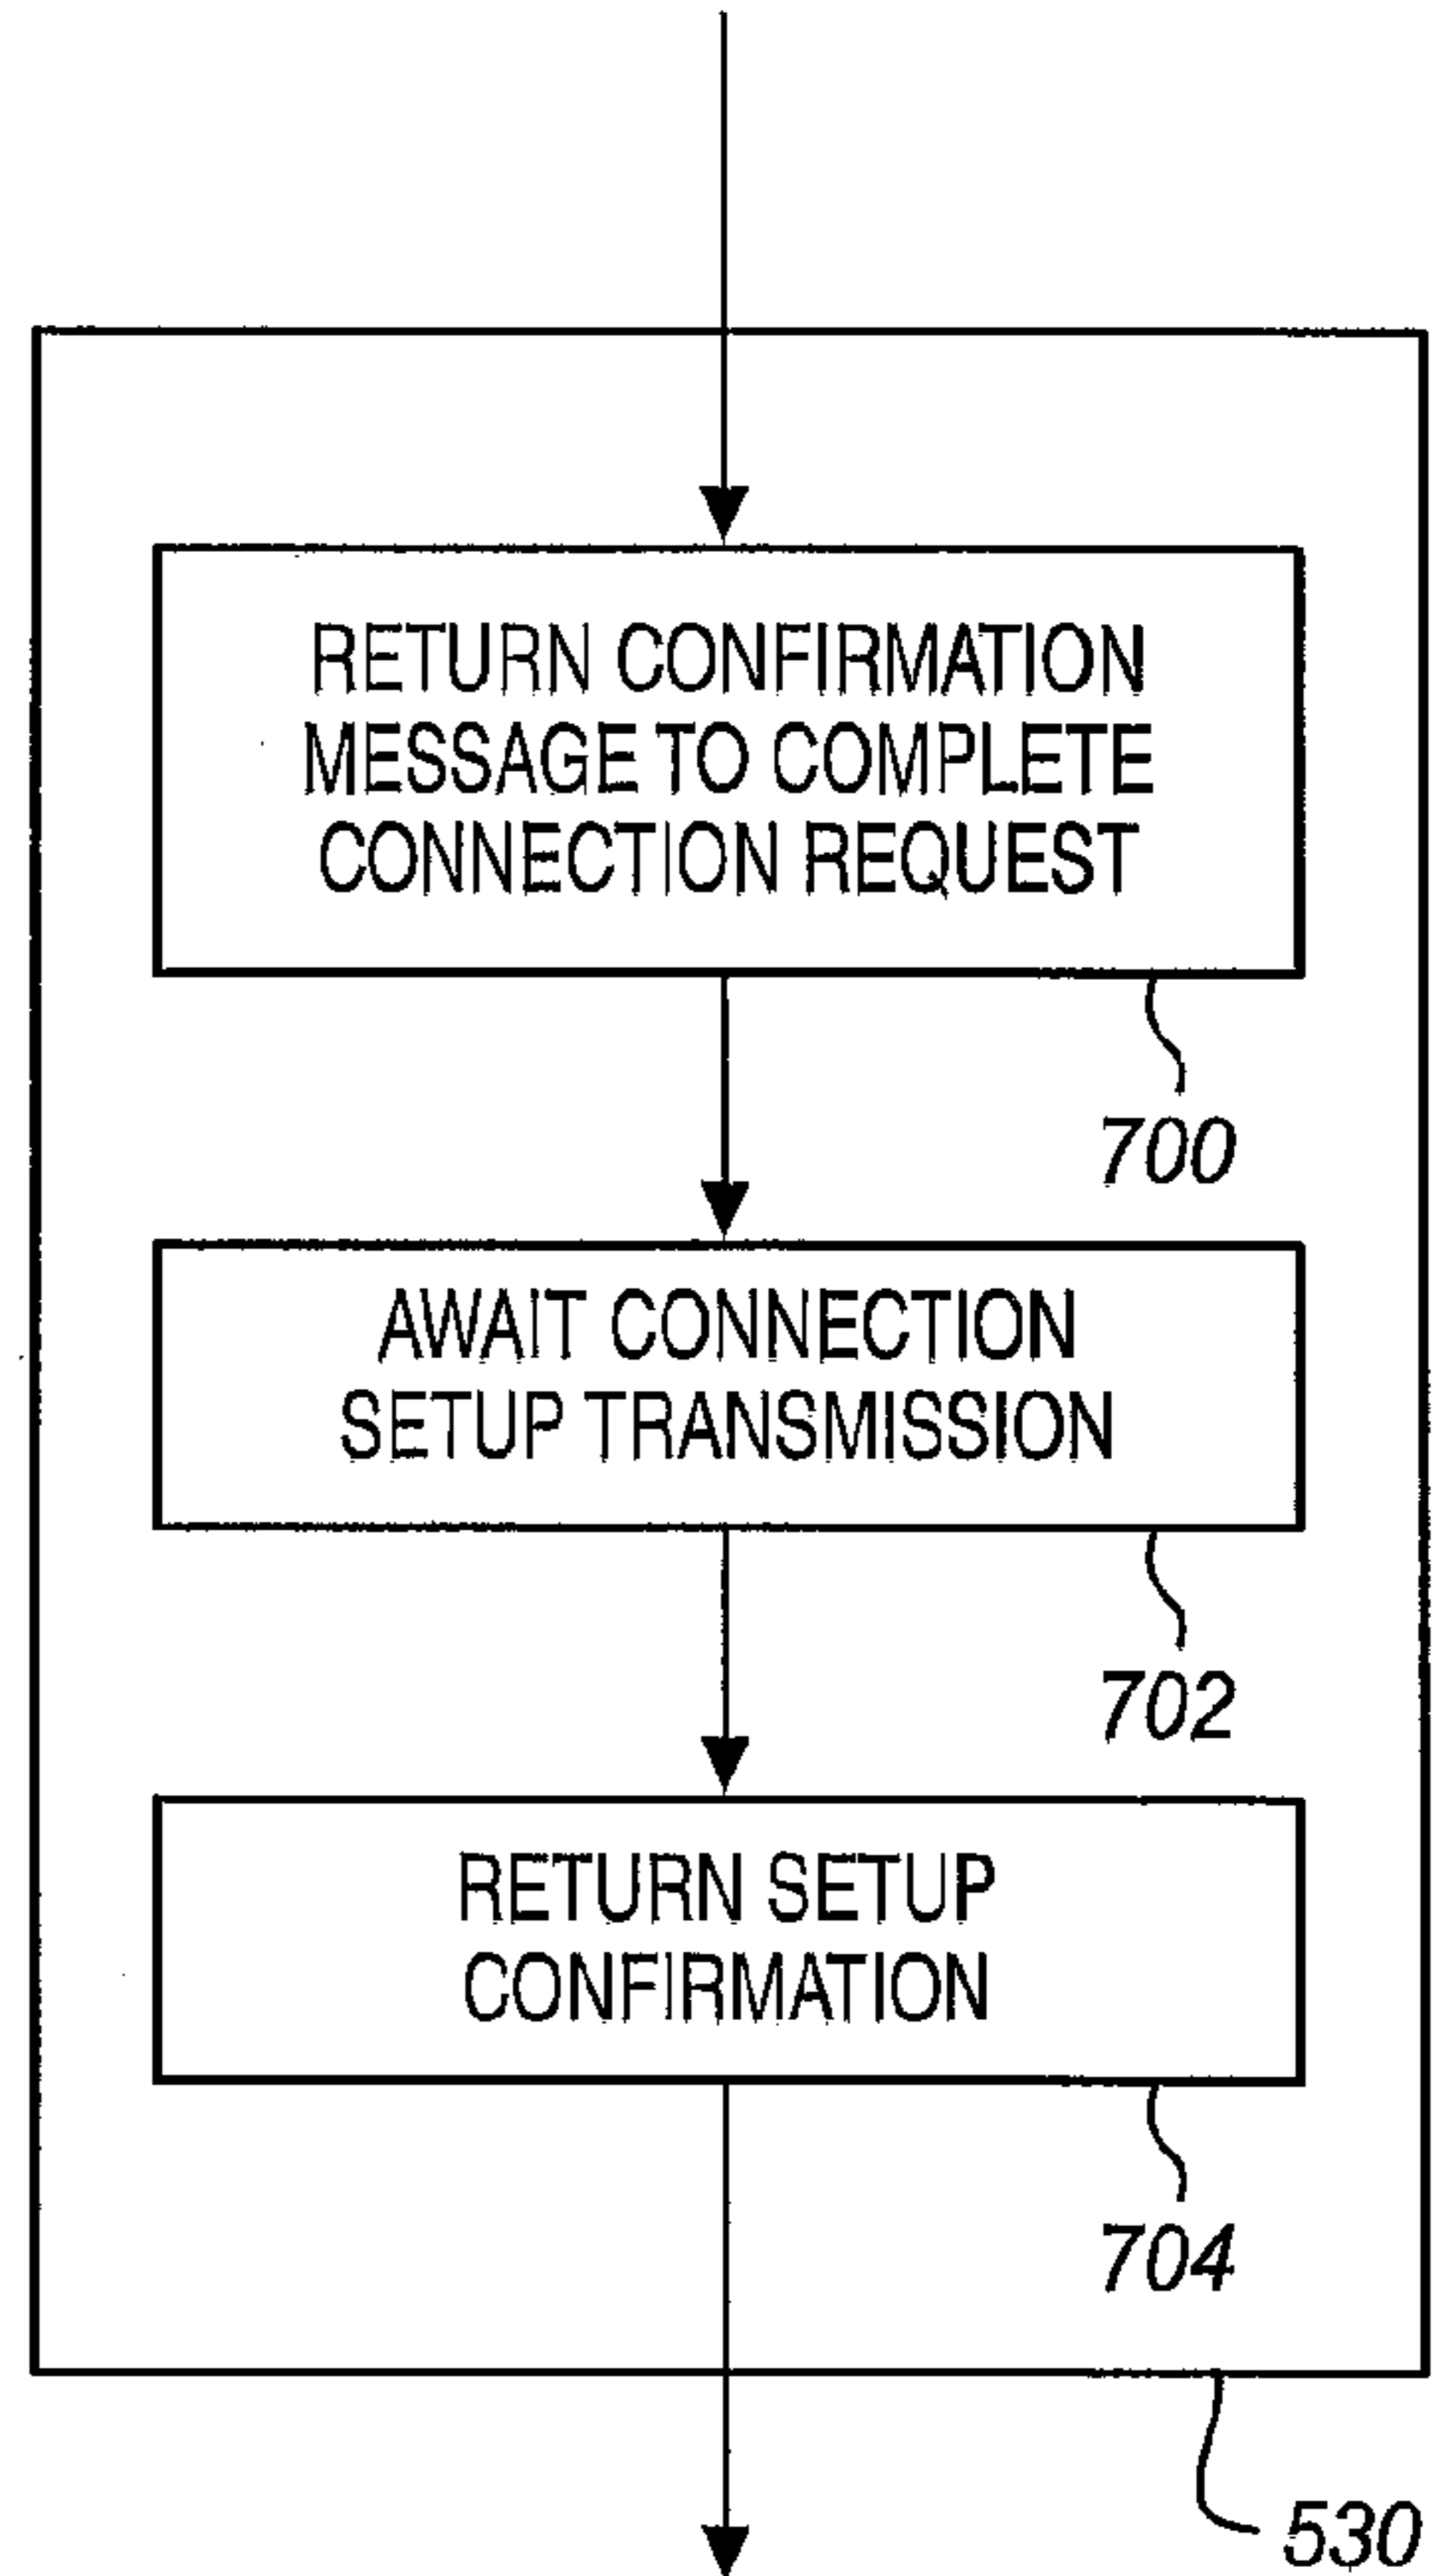 RETURN CONFIRMATION
MESSAGE TO COMPLETE
CONNECTION REQUEST
700
AWAIT CONNECTION
SETUP TRANSMISSION
702
RETURN SETUP
CONFIRMATION
704
530